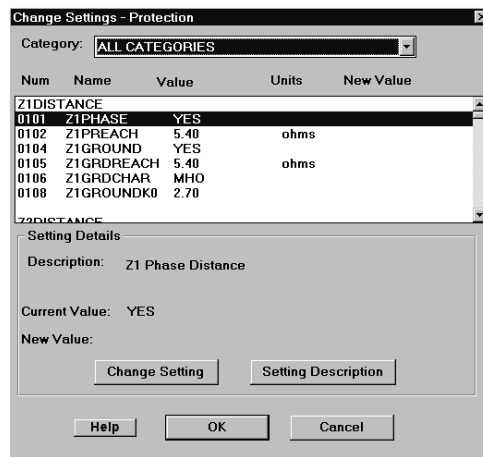 Change Settings - Protection
Category: ALL CATEGORIES
Num Name Value Units New Value
Z1DISTANCE
0101 Z1PHASE YES
0102 Z1PREACH 5.40 ohms
0104 Z1GROUND YES
0105 Z1GRDREACH 5.40 ohms
0106 Z1GRDCHAR MHO
0108 Z1GROUNDK0 2.70
Z2DISTANCE
Setting Details
Description: Z1 Phase Distance
Current Value: YES
New Value:
Change Setting Setting Description
Help OK Cancel